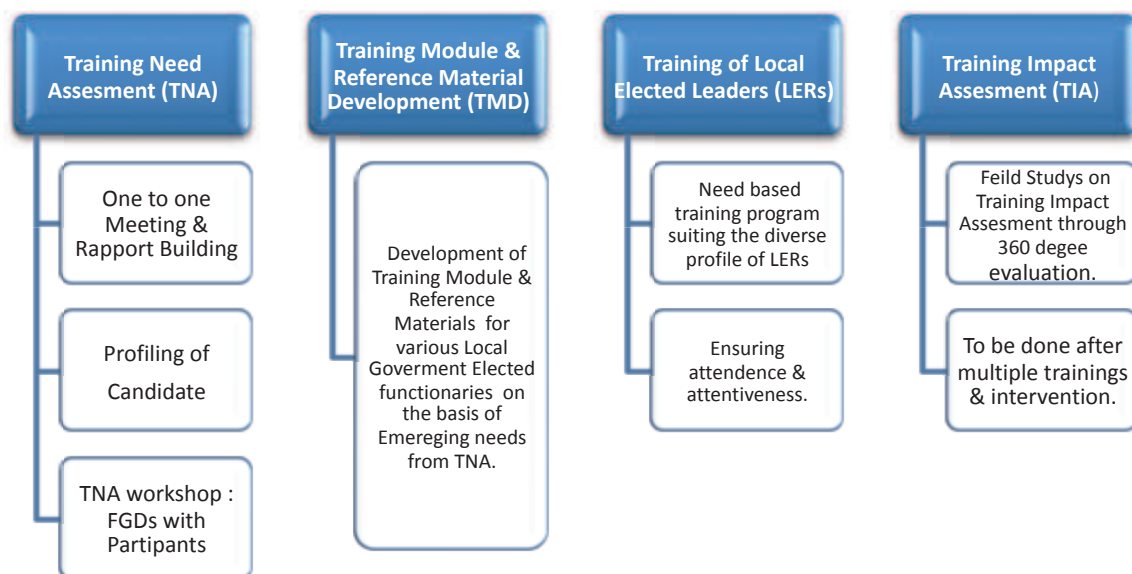 Training Need
Assesment (TNA)
One to one
Meeting &
Rapport Building
Profiling of
Candidate
TNA workshop :
FGDs with
Partipants
Training Module &
Reference Material
Development (TMD)
Development of
Training Module &
Reference
Materials for
various Local
Goverment Elected
functionaries on
the basis of
Emereging needs
from TNA.
Training of Local
Elected Leaders (LERs)
Need based
training program
suiting the diverse
profile of LERs
Ensuring
attendence &
attentiveness.
Training Impact
Assesment (TIA)
Feild Studys on
Training Impact
Assesment through
360 degee
evaluation.
To be done after
multiple trainings
& intervention.